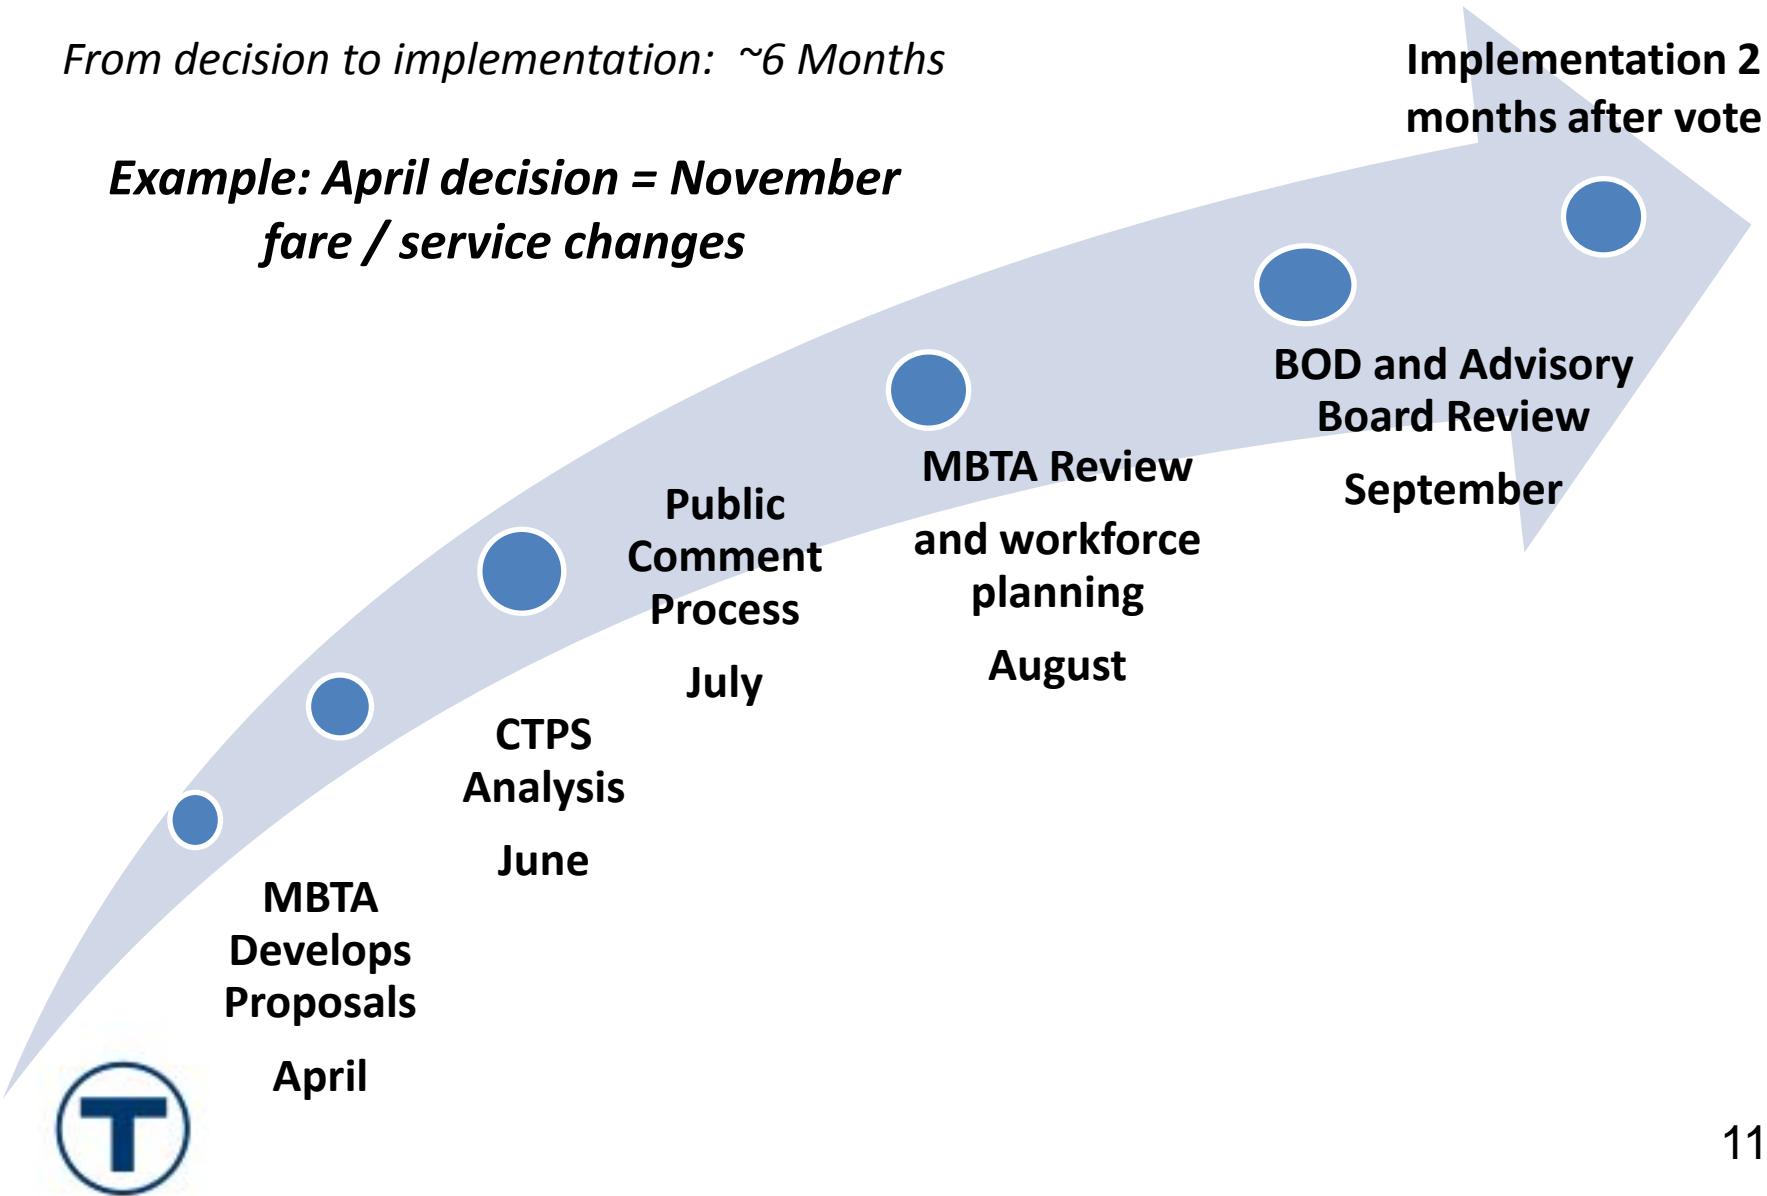 From decision to implementation: ~6 Months
Example: April decision = November
fare / service changes
Implementation 2
months after vote
BOD and Advisory
Board Review
September
MBTA Review
and workforce
planning
August
Public
Comment
Process
July
CTPS
Analysis
June
MBTA
Develops
Proposals
April
T
11